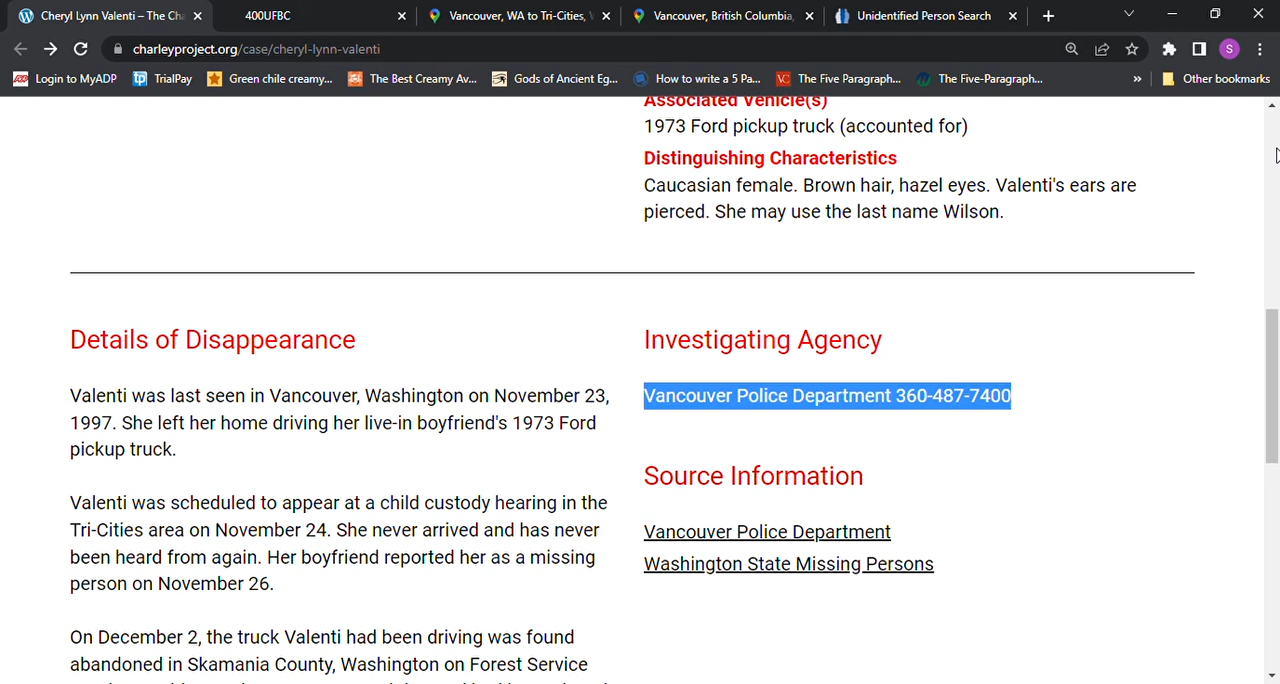 Cheryl Lynn Valenti – The Cha
400UFBC
Vancouver, WA to Tri-Cities, V
Vancouver, British Columbia,
Unidentified Person Search
charleyproject.org/case/cheryl-lynn-valenti
S
Login to MyADP
tp TrialPay
Green chile creamy...
The Best Creamy Av...
Gods of Ancient Eg...
How to write a 5 Pa...
VC The Five Paragraph...
The Five-Paragraph...
»
Other bookmarks
Associated Vehicle(s)
1973 Ford pickup truck (accounted for)
Distinguishing Characteristics
Caucasian female. Brown hair, hazel eyes. Valenti's ears are
pierced. She may use the last name Wilson.
Details of Disappearance
Valenti was last seen in Vancouver, Washington on November 23,
1997. She left her home driving her live-in boyfriend's 1973 Ford
pickup truck.
Valenti was scheduled to appear at a child custody hearing in the
Tri-Cities area on November 24. She never arrived and has never
been heard from again. Her boyfriend reported her as a missing
person on November 26.
On December 2, the truck Valenti had been driving was found
abandoned in Skamania County, Washington on Forest Service
Investigating Agency
Vancouver Police Department 360-487-7400
Source Information
Vancouver Police Department
Washington State Missing Persons